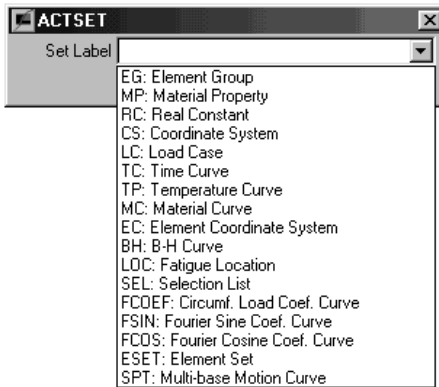 ACTSET
Set Label
EG: Element Group
MP: Material Property
RC: Real Constant
CS: Coordinate System
LC: Load Case
TC: Time Curve
TP: Temperature Curve
MC: Material Curve
EC: Element Coordinate System
BH: B-H Curve
LOC: Fatigue Location
SEL: Selection List
FCOEF: Circumf. Load Coef. Curve
FSIN: Fourier Sine Coef. Curve
FCOS: Fourier Cosine Coef. Curve
ESET: Element Set
SPT: Multi-base Motion Curve